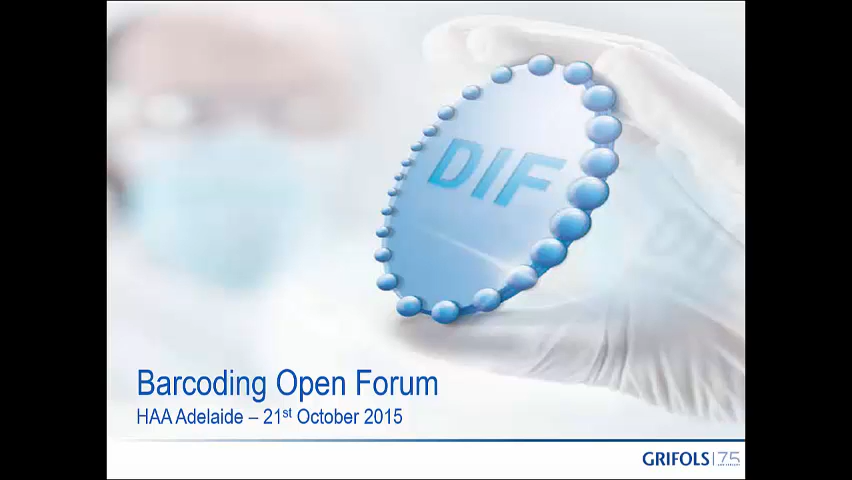 DIF
Barcoding Open Forum
HAA Adelaide – 21st October 2015
GRIFOLS | 75